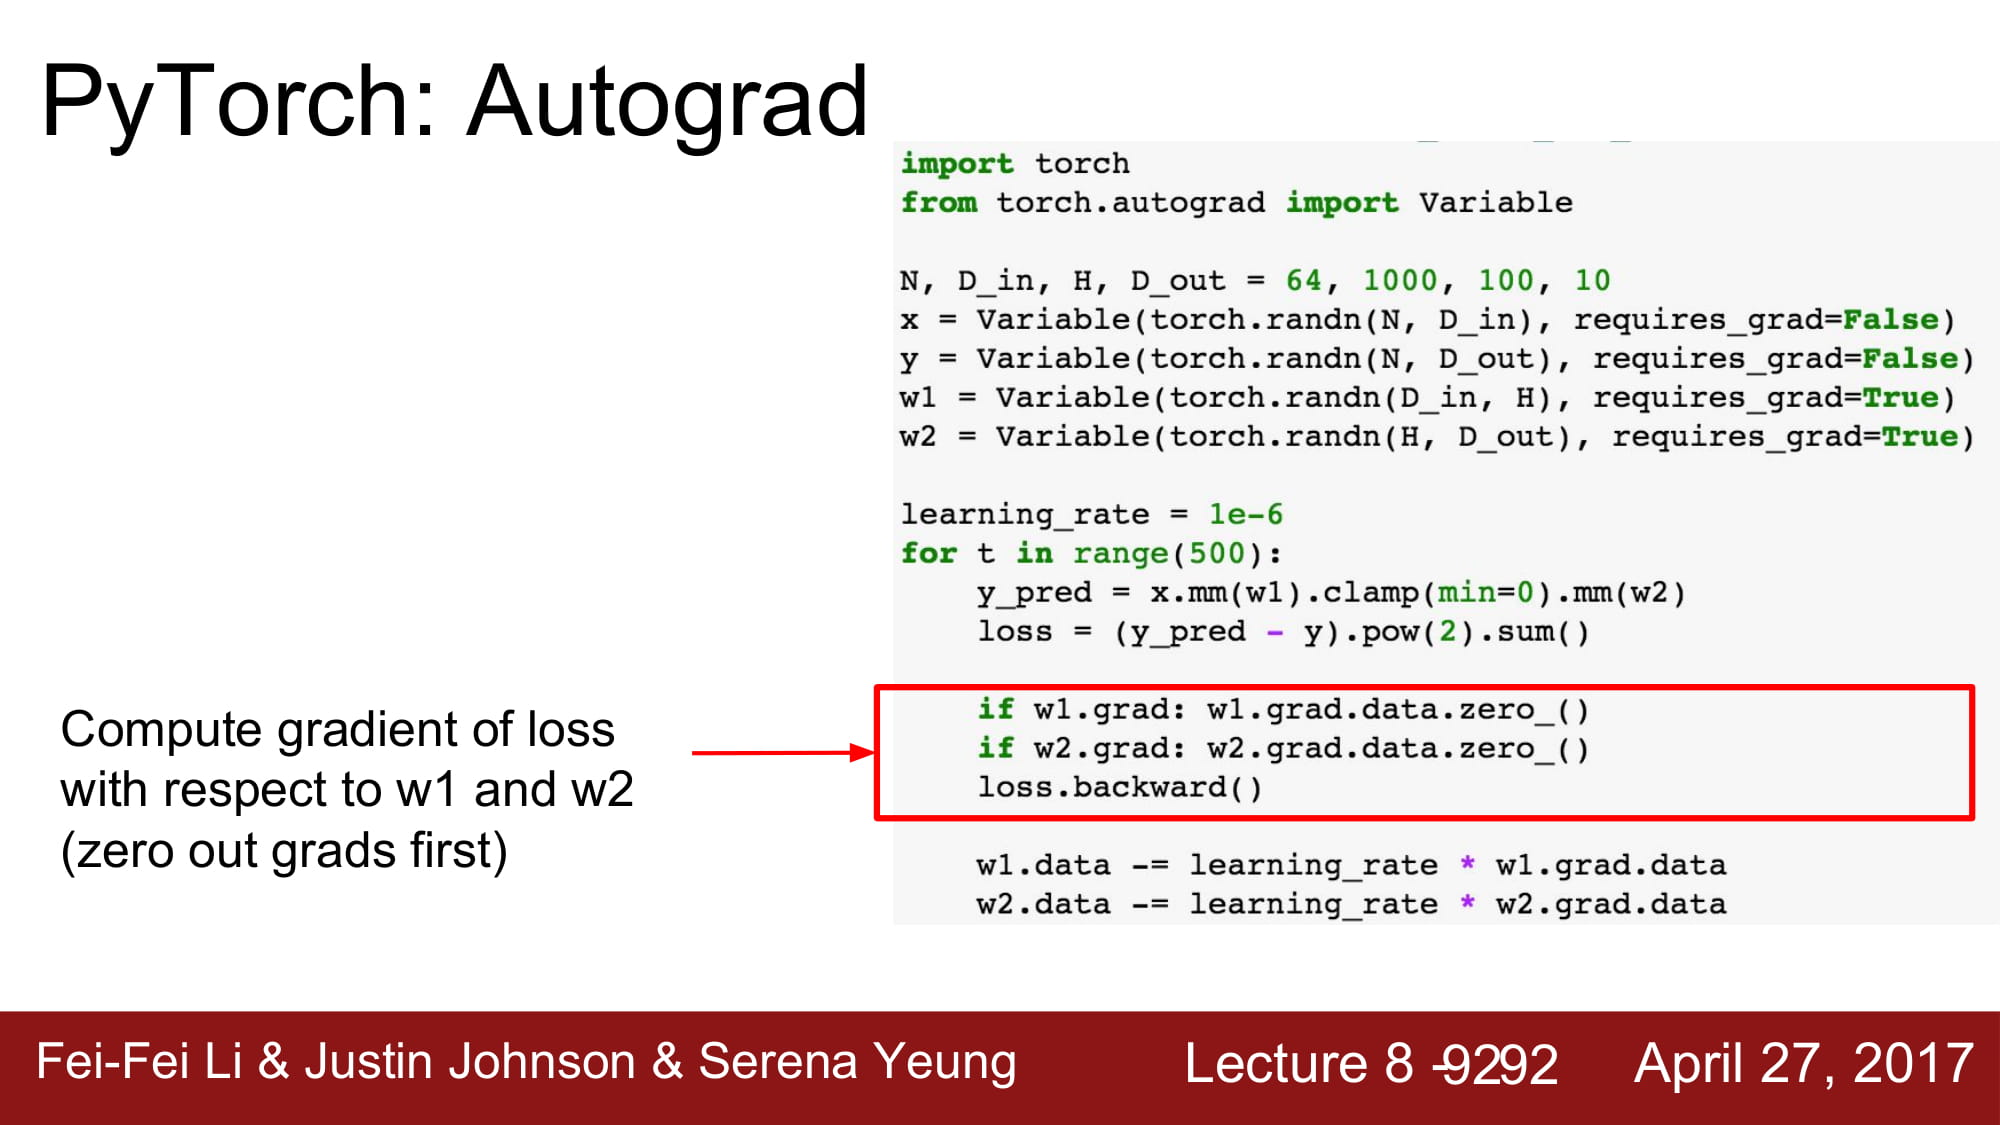 PyTorch: Autograd
import torch
from torch.autograd import Variable
N, D_in, H, D_out = 64, 1000, 100, 10
x = Variable(torch.randn(N, D_in), requires_grad=False)
y = Variable(torch.randn(N, D_out), requires_grad=False)
w1 = Variable(torch.randn(D_in, H), requires_grad=True)
w2 = Variable(torch.randn(H, D_out), requires_grad=True)
learning_rate = 1e-6
for t in range(500):
    y_pred = x.mm(w1).clamp(min=0).mm(w2)
    loss = (y_pred - y).pow(2).sum()
    if w1.grad: w1.grad.data.zero_()
    if w2.grad: w2.grad.data.zero_()
    loss.backward()
    w1.data -= learning_rate * w1.grad.data
    w2.data -= learning_rate * w2.grad.data
Compute gradient of loss
with respect to w1 and w2
(zero out grads first)
Fei-Fei Li & Justin Johnson & Serena Yeung Lecture 8 -9292 April 27, 2017